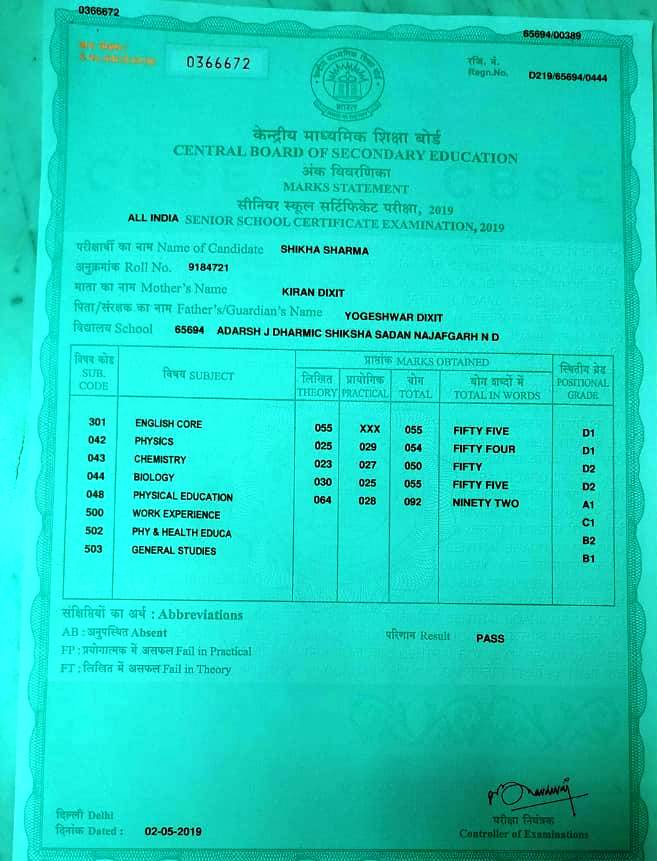 0366672
65694/00389
0366672
रजि. नं.
Regn.No. D219/65694/0444
भारत
केन्द्रीय माध्यमिक शिक्षा बोर्ड
CENTRAL BOARD OF SECONDARY EDUCATION
अंक विवरणिका
MARKS STATEMENT
सीनियर स्कूल सर्टिफिकेट परीक्षा, 2019
ALL INDIA SENIOR SCHOOL CERTIFICATE EXAMINATION, 2019
परीक्षार्थी का नाम Name of Candidate SHIKHA SHARMA
अनुक्रमांक Roll No. 9184721
माता का नाम Mother's Name KIRAN DIXIT
पिता/संरक्षक का नाम Father's/Guardian's Name YOGESHWAR DIXIT
विद्यालय School 65694 ADARSH J DHARMIC SHIKSHA SADAN NAJAFGARH N D
विषय कोड SUB. CODE
विषय SUBJECT
प्राप्तांक MARKS OBTAINED
लिखित THEORY
प्रायोगिक PRACTICAL
योग TOTAL
योग शब्दों में TOTAL IN WORDS
स्थितीय ग्रेड POSITIONAL GRADE
301 ENGLISH CORE 055 XXX 055 FIFTY FIVE D1
042 PHYSICS 025 029 054 FIFTY FOUR D1
043 CHEMISTRY 023 027 050 FIFTY D2
044 BIOLOGY 030 025 055 FIFTY FIVE D2
048 PHYSICAL EDUCATION 064 028 092 NINETY TWO A1
500 WORK EXPERIENCE C1
502 PHY & HEALTH EDUCA B2
503 GENERAL STUDIES B1
संक्षिप्तियों का अर्थ : Abbreviations
AB : अनुपस्थित Absent
परिणाम Result PASS
FP : प्रयोगात्मक में असफल Fail in Practical
FT : लिखित में असफल Fail in Theory
दिल्ली Delhi
दिनांक Dated : 02-05-2019
परीक्षा नियंत्रक
Controller of Examinations